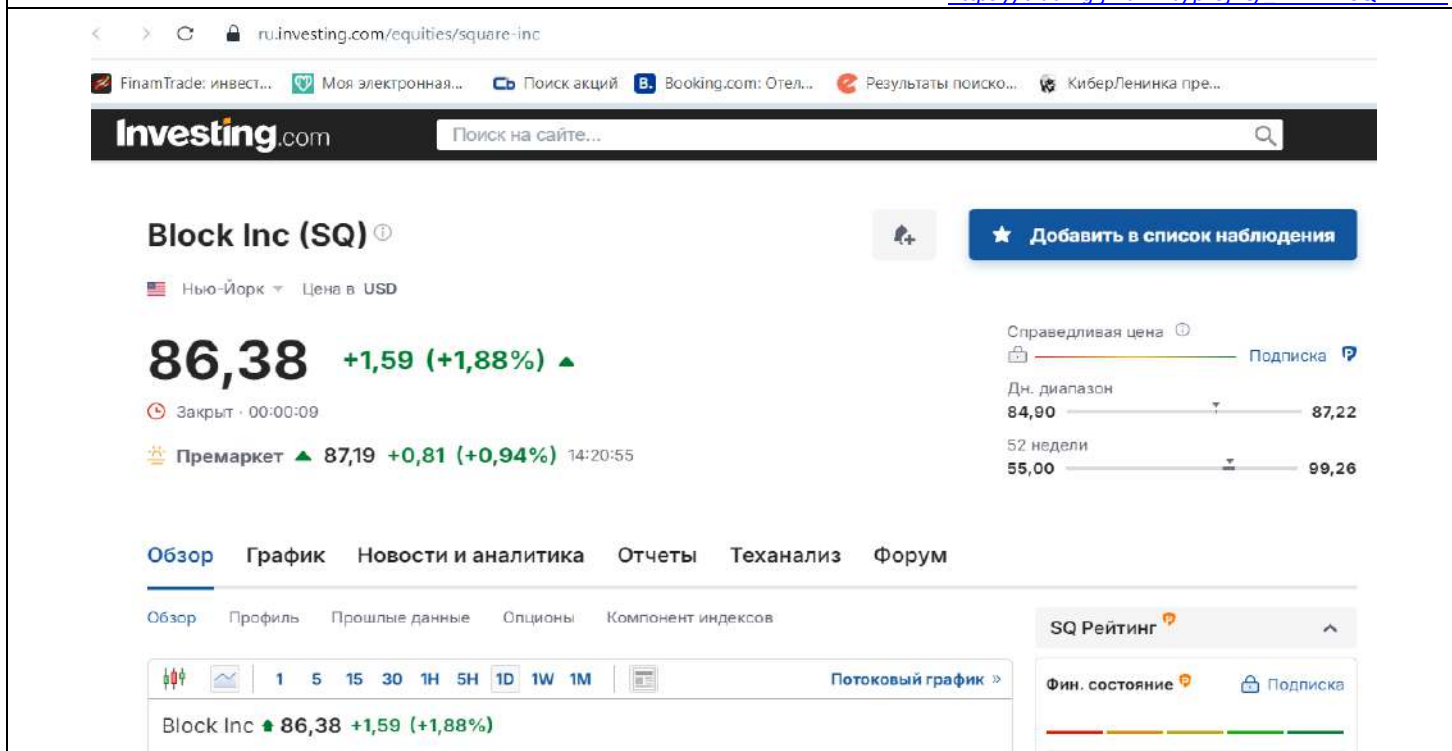 ru.investing.com/equities/square-inc
FinamTrade: инвест... Моя электронная... Поиск акций Booking.com: Отел... Результаты поиско... КиберЛенинка пре...
Investing.com Поиск на сайте...
Block Inc (SQ)
Добавить в список наблюдения
Нью-Йорк Цена в USD
86,38 +1,59 (+1,88%)
Закрыт · 00:00:09
Премаркет 87,19 +0,81 (+0,94%) 14:20:55
Справедливая цена
Подписка
Дн. диапазон
84,90 87,22
52 недели
55,00 99,26
Обзор График Новости и аналитика Отчеты Теханализ Форум
Обзор Профиль Прошлые данные Опционы Компонент индексов
SQ Рейтинг
1 5 15 30 1H 5H 1D 1W 1M Потоковый график »
Фин. состояние Подписка
Block Inc 86,38 +1,59 (+1,88%)